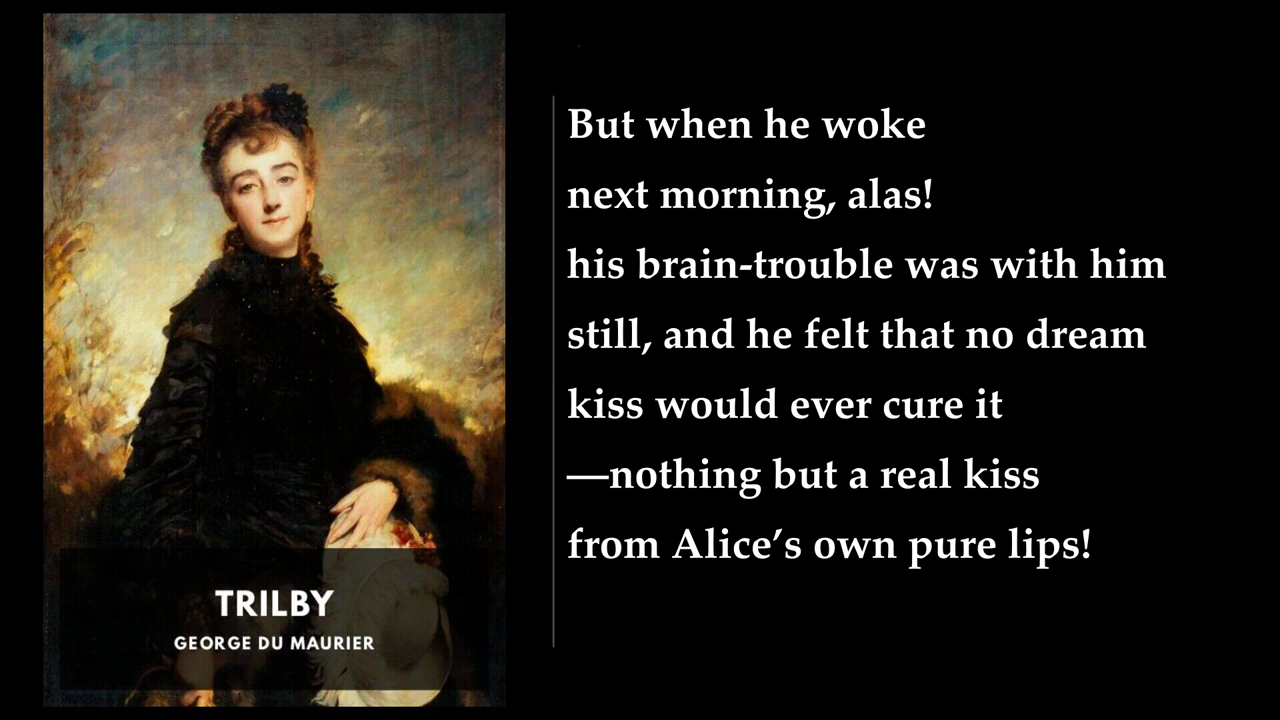 TRILBY
GEORGE DU MAURIER
But when he woke
next morning, alas!
his brain-trouble was with him
still, and he felt that no dream
kiss would ever cure it
—nothing but a real kiss
from Alice’s own pure lips!